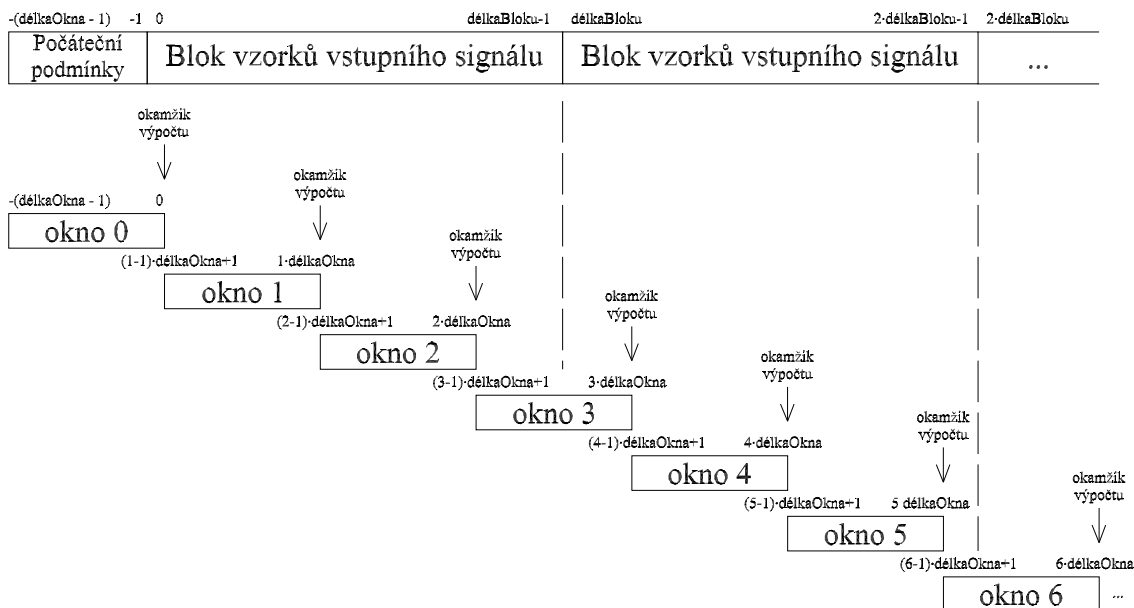 -(délkaOkna - 1) -1 0 délkaBloku-1 délkaBloku 2·délkaBloku-1 2·délkaBloku
Počáteční
podmínky
Blok vzorků vstupního signálu Blok vzorků vstupního signálu ...
okamžik
výpočtu
-(délkaOkna - 1) 0
okno 0
okamžik
výpočtu
(1-1)·délkaOkna+1 1·délkaOkna
okno 1
okamžik
výpočtu
(2-1)·délkaOkna+1 2·délkaOkna
okno 2
okamžik
výpočtu
(3-1)·délkaOkna+1 3·délkaOkna
okno 3
okamžik
výpočtu
(4-1)·délkaOkna+1 4·délkaOkna
okno 4
okamžik
výpočtu
(5-1)·délkaOkna+1 5 délkaOkna
okno 5
okamžik
výpočtu
(6-1)·délkaOkna+1 6·délkaOkna
okno 6 ...